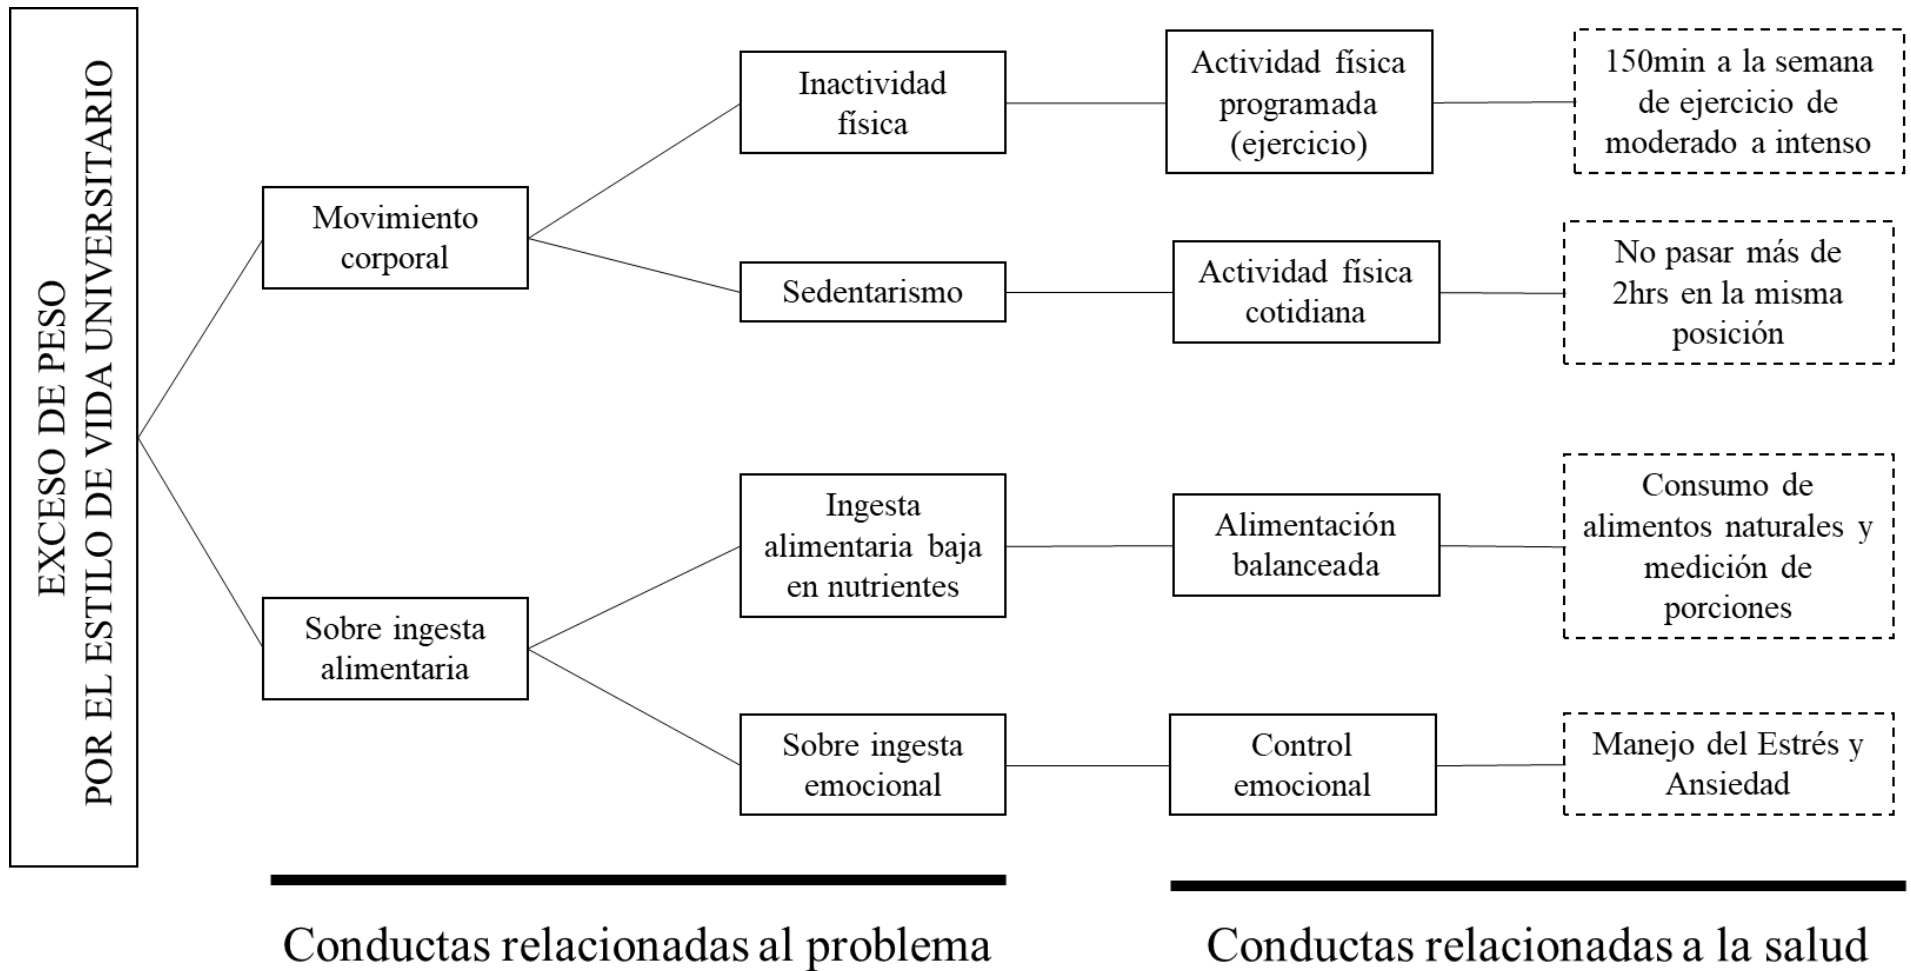 EXCESO DE PESO
POR EL ESTILO DE VIDA UNIVERSITARIO
Movimiento
corporal
Sobre ingesta
alimentaria
Inactividad
física
Sedentarismo
Ingesta
alimentaria baja
en nutrientes
Sobre ingesta
emocional
Actividad física
programada
(ejercicio)
Actividad física
cotidiana
Alimentación
balanceada
Control
emocional
150min a la semana
de ejercicio de
moderado a intenso
No pasar más de
2hrs en la misma
posición
Consumo de
alimentos naturales y
medición de
porciones
Manejo del Estrés y
Ansiedad
Conductas relacionadas al problema
Conductas relacionadas a la salud